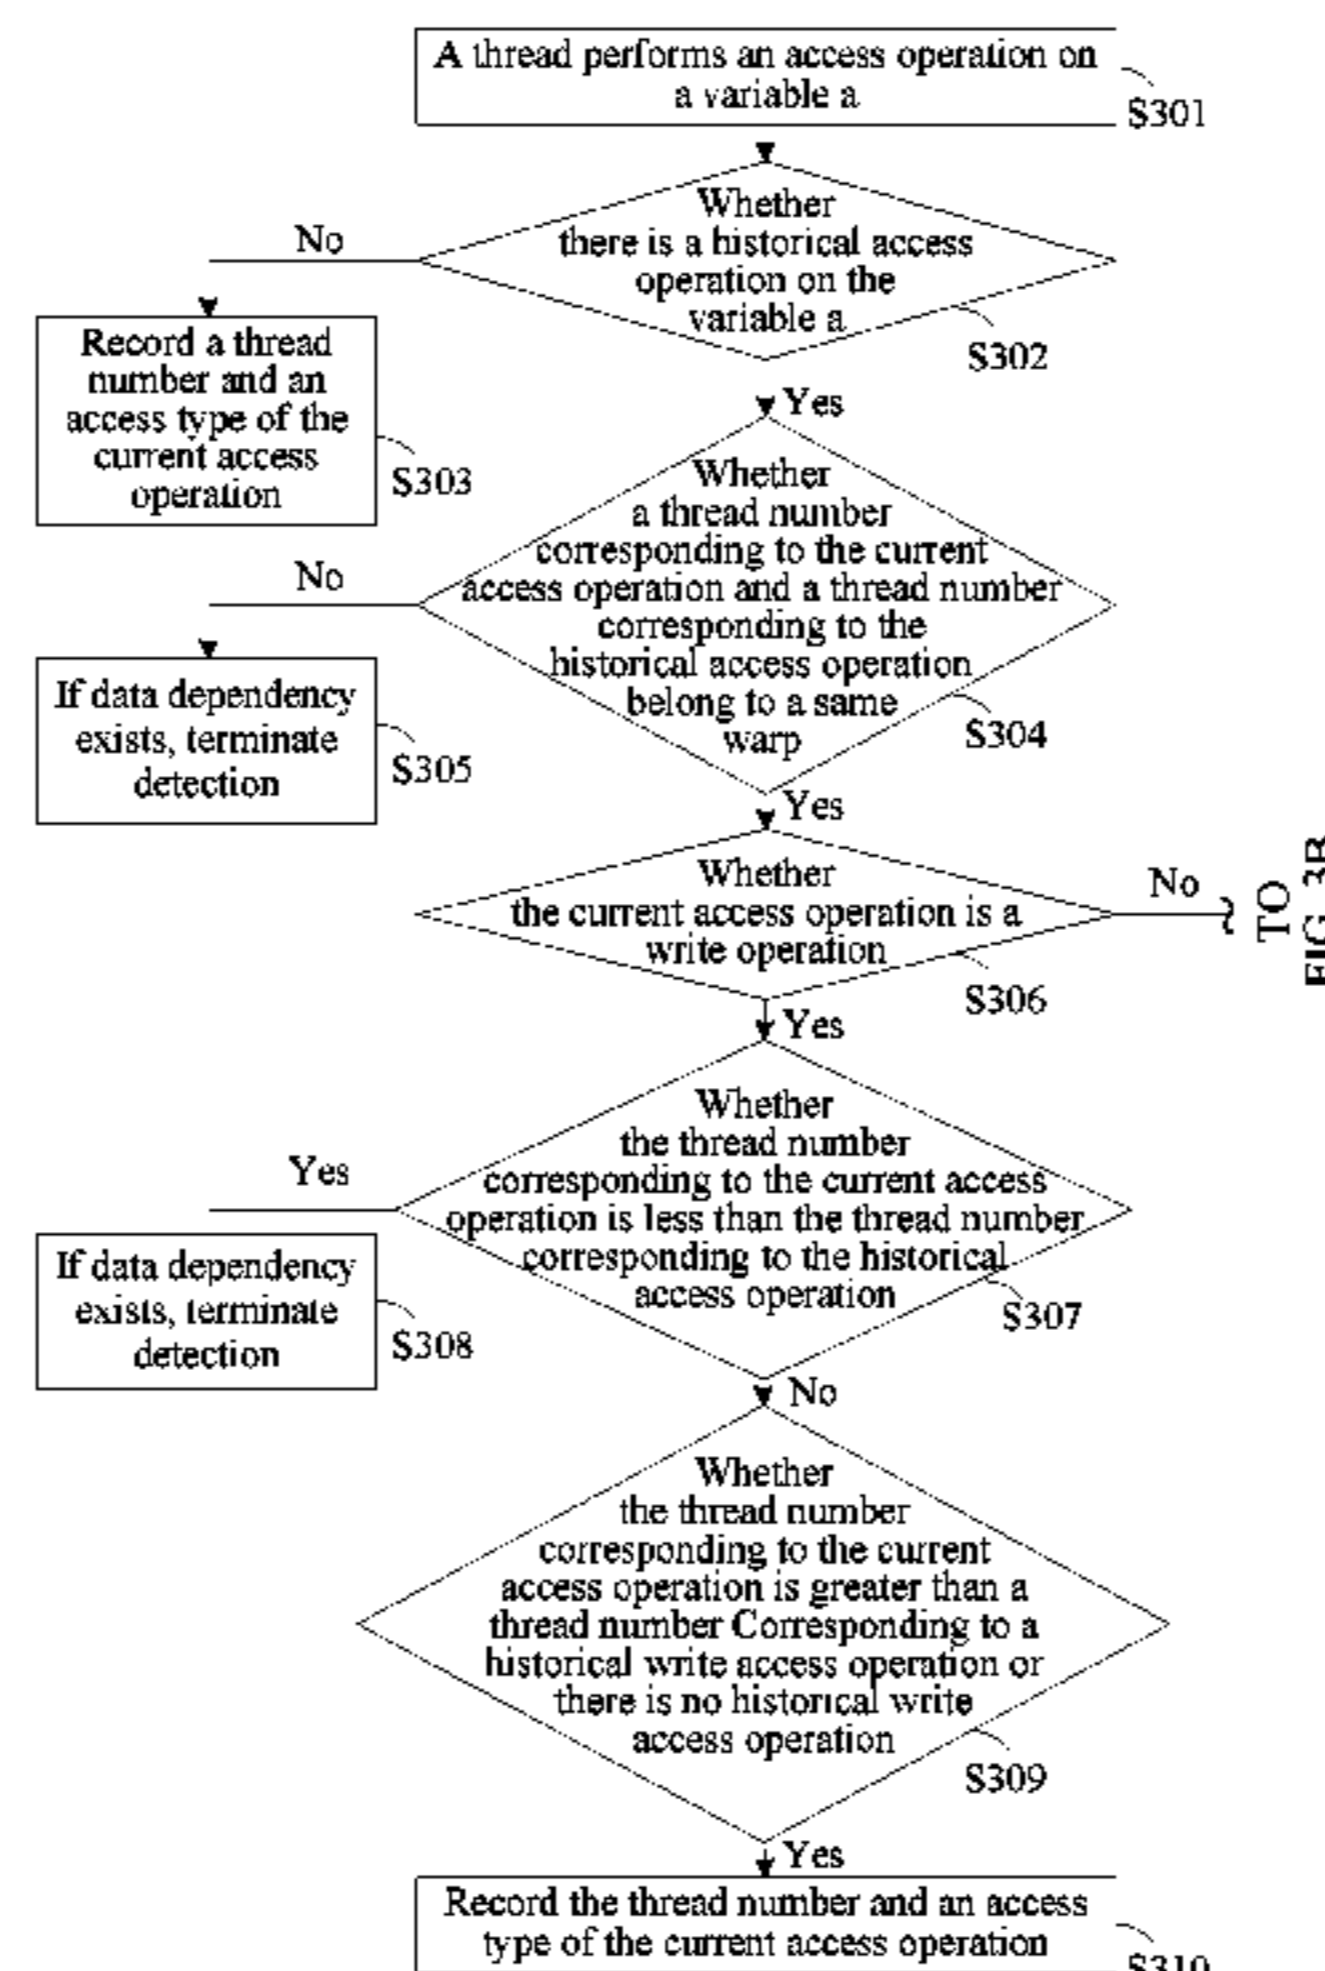 A thread performs an access operation on
a variable a
S301
Whether
there is a historical access
operation on the
variable a
S302
No
Record a thread
number and an
access type of the
current access
operation
S303
Yes
Whether
a thread number
corresponding to the current
access operation and a thread number
corresponding to the
historical access operation
belong to a same
warp
S304
No
If data dependency
exists, terminate
detection
S305
Yes
Whether
the current access operation is a
write operation
S306
No
TO
FIG. 3B
Yes
Whether
the thread number
corresponding to the current access
operation is less than the thread number
corresponding to the historical
access operation
S307
Yes
If data dependency
exists, terminate
detection
S308
No
Whether
the thread number
corresponding to the current
access operation is greater than a
thread number Corresponding to a
historical write access operation or
there is no historical write
access operation
S309
Yes
Record the thread number and an access
type of the current access operation
S310